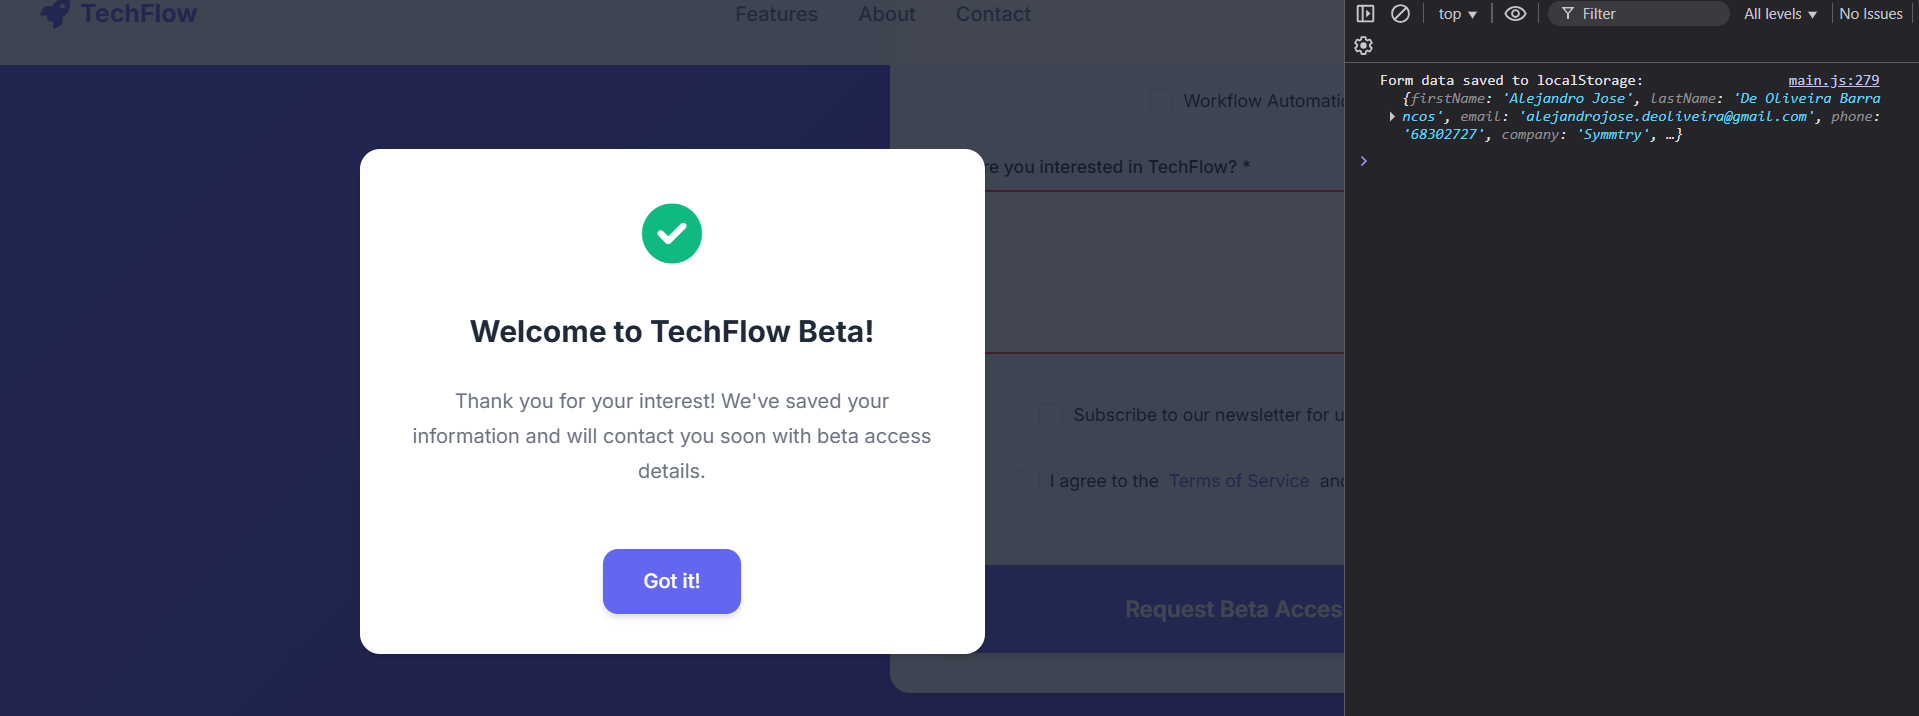 TechFlow
Features About Contact
Workflow
re you interested in TechFlow? *
Welcome to TechFlow Beta!
Thank you for your interest! We've saved your
information and will contact you soon with beta access
details.
Got it!
Subscribe to our newsletter for
I agree to the Terms of Service
Request Beta
top
Filter
All levels
No Issues
Form data saved to localStorage: main.js:279
{firstName: 'Alejandro Jose', lastName: 'De Oliveira Barra
ncos', email: 'alejandrojose.deoliveira@gmail.com', phone:
'68302727', company: 'Symmtry', …}